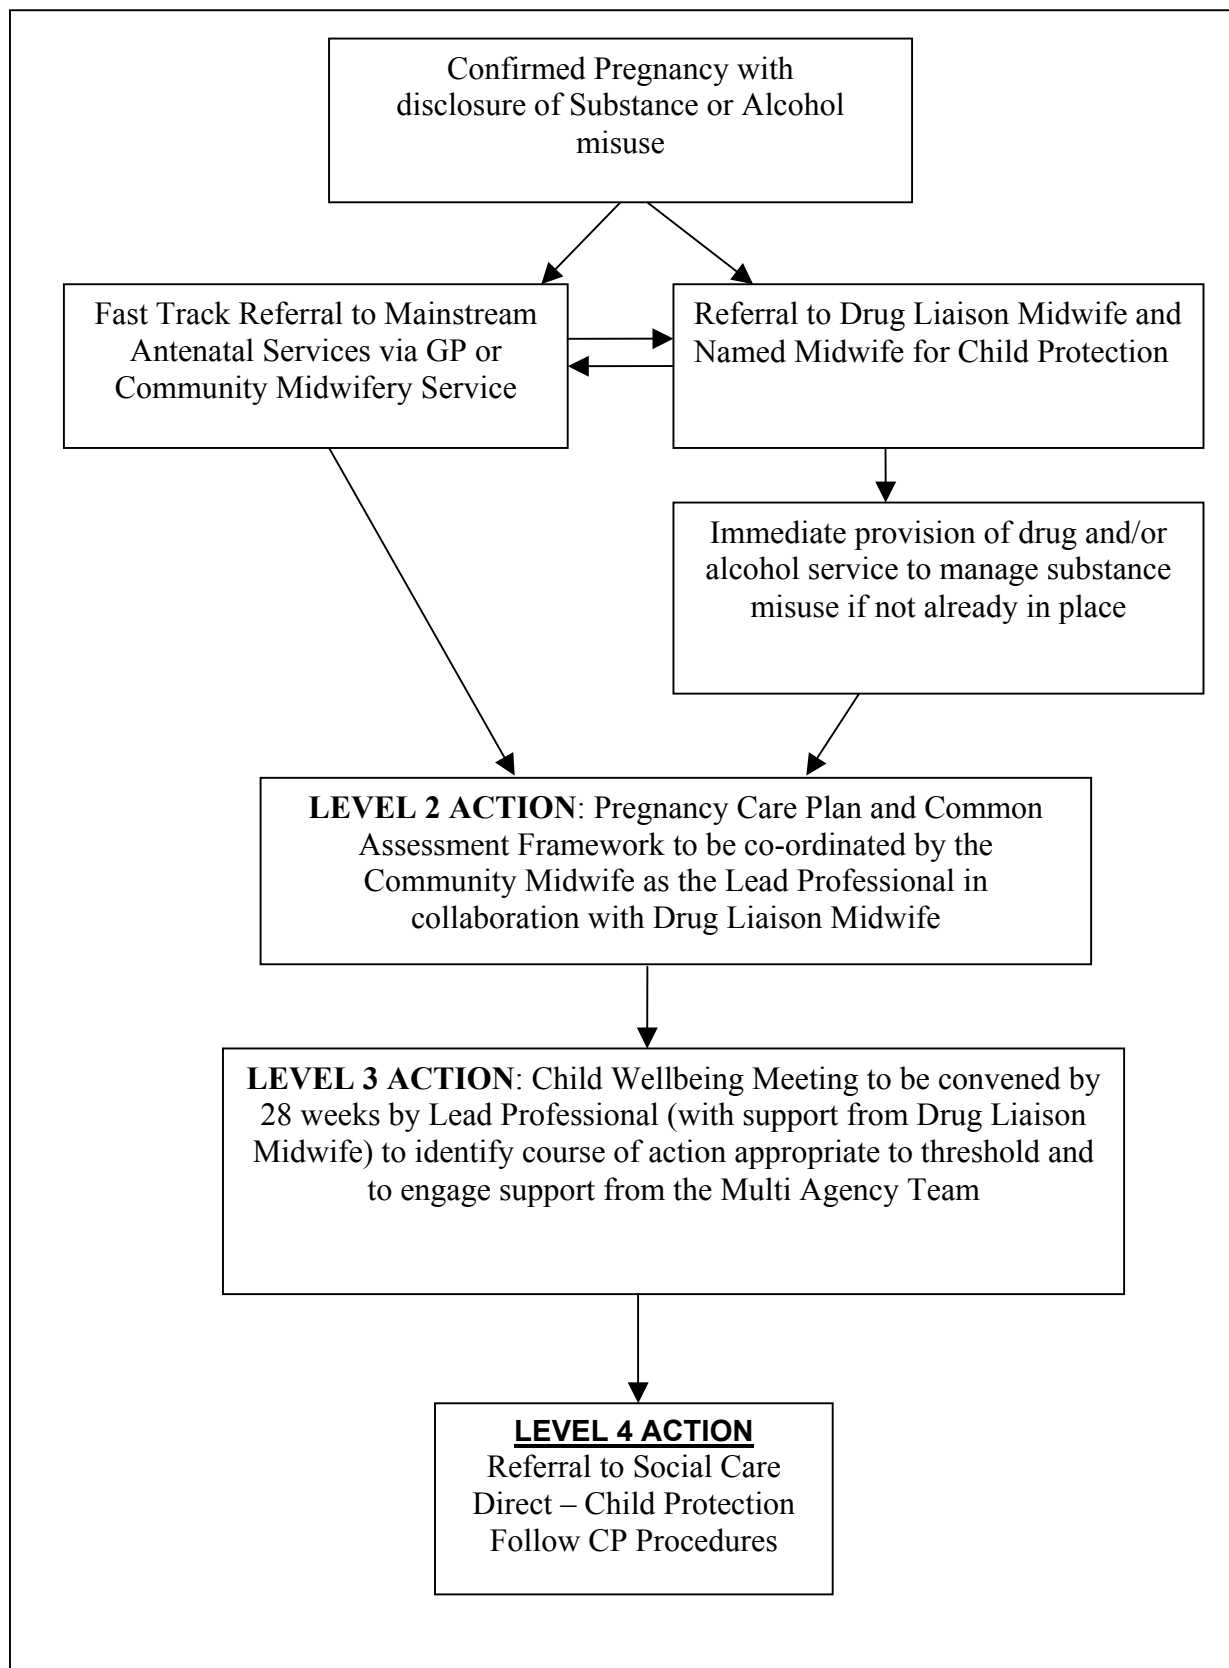 Confirmed Pregnancy with
disclosure of Substance or Alcohol
misuse
Fast Track Referral to Mainstream
Antenatal Services via GP or
Community Midwifery Service
Referral to Drug Liaison Midwife and
Named Midwife for Child Protection
Immediate provision of drug and/or
alcohol service to manage substance
misuse if not already in place
LEVEL 2 ACTION: Pregnancy Care Plan and Common
Assessment Framework to be co-ordinated by the
Community Midwife as the Lead Professional in
collaboration with Drug Liaison Midwife
LEVEL 3 ACTION: Child Wellbeing Meeting to be convened by
28 weeks by Lead Professional (with support from Drug Liaison
Midwife) to identify course of action appropriate to threshold and
to engage support from the Multi Agency Team
LEVEL 4 ACTION
Referral to Social Care
Direct – Child Protection
Follow CP Procedures